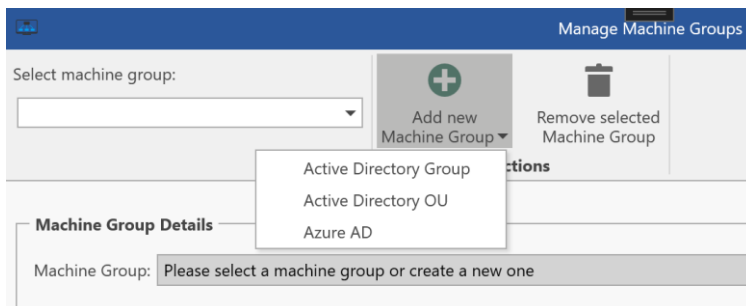 Manage Machine Groups
Select machine group:
Add new
Machine Group
Remove selected
Machine Group
Active Directory Group
Active Directory OU
Azure AD
Machine Group Details
Machine Group: Please select a machine group or create a new one